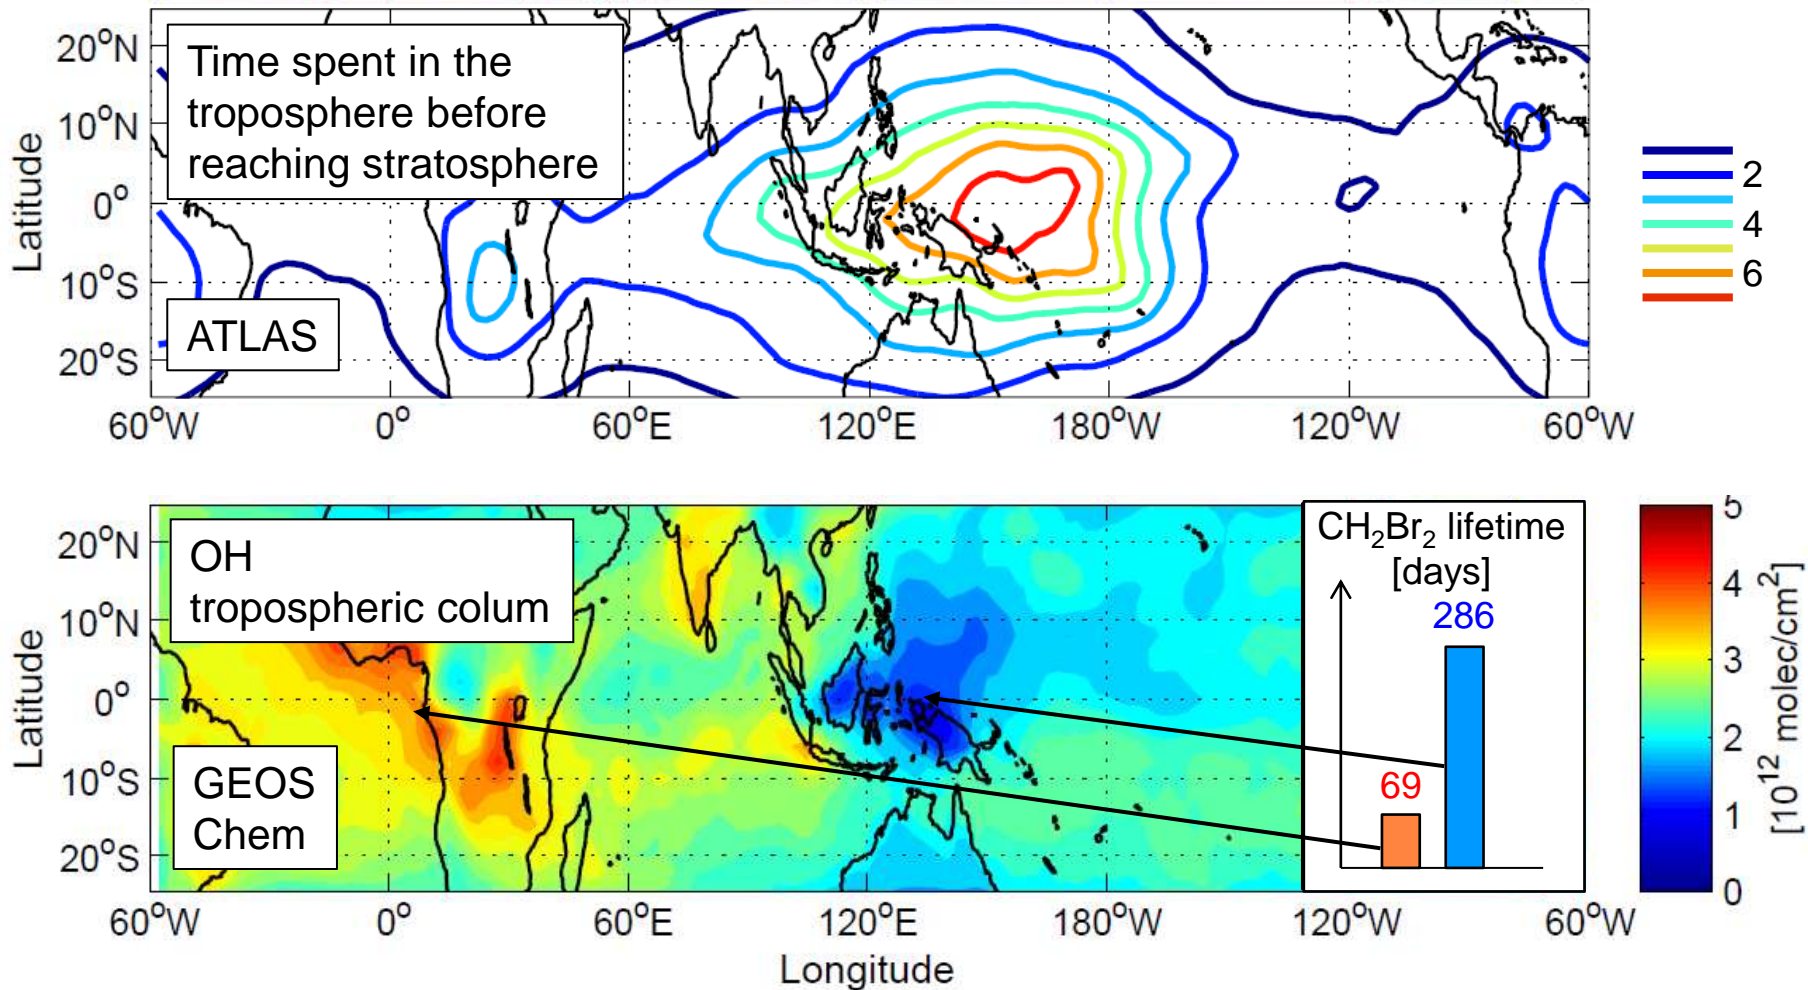 Time spent in the
troposphere before
reaching stratosphere
ATLAS
Latitude
20°N
10°N
0°
10°S
20°S
60°W 0° 60°E 120°E 180°W 120°W 60°W
2
4
6
OH
tropospheric colum
GEOS
Chem
Latitude
20°N
10°N
0°
10°S
20°S
60°W 0° 60°E 120°E 180°W 120°W 60°W
Longitude
CH₂Br₂ lifetime
[days]
286
69
5
4
3
2
1
0
[10¹² molec/cm²]